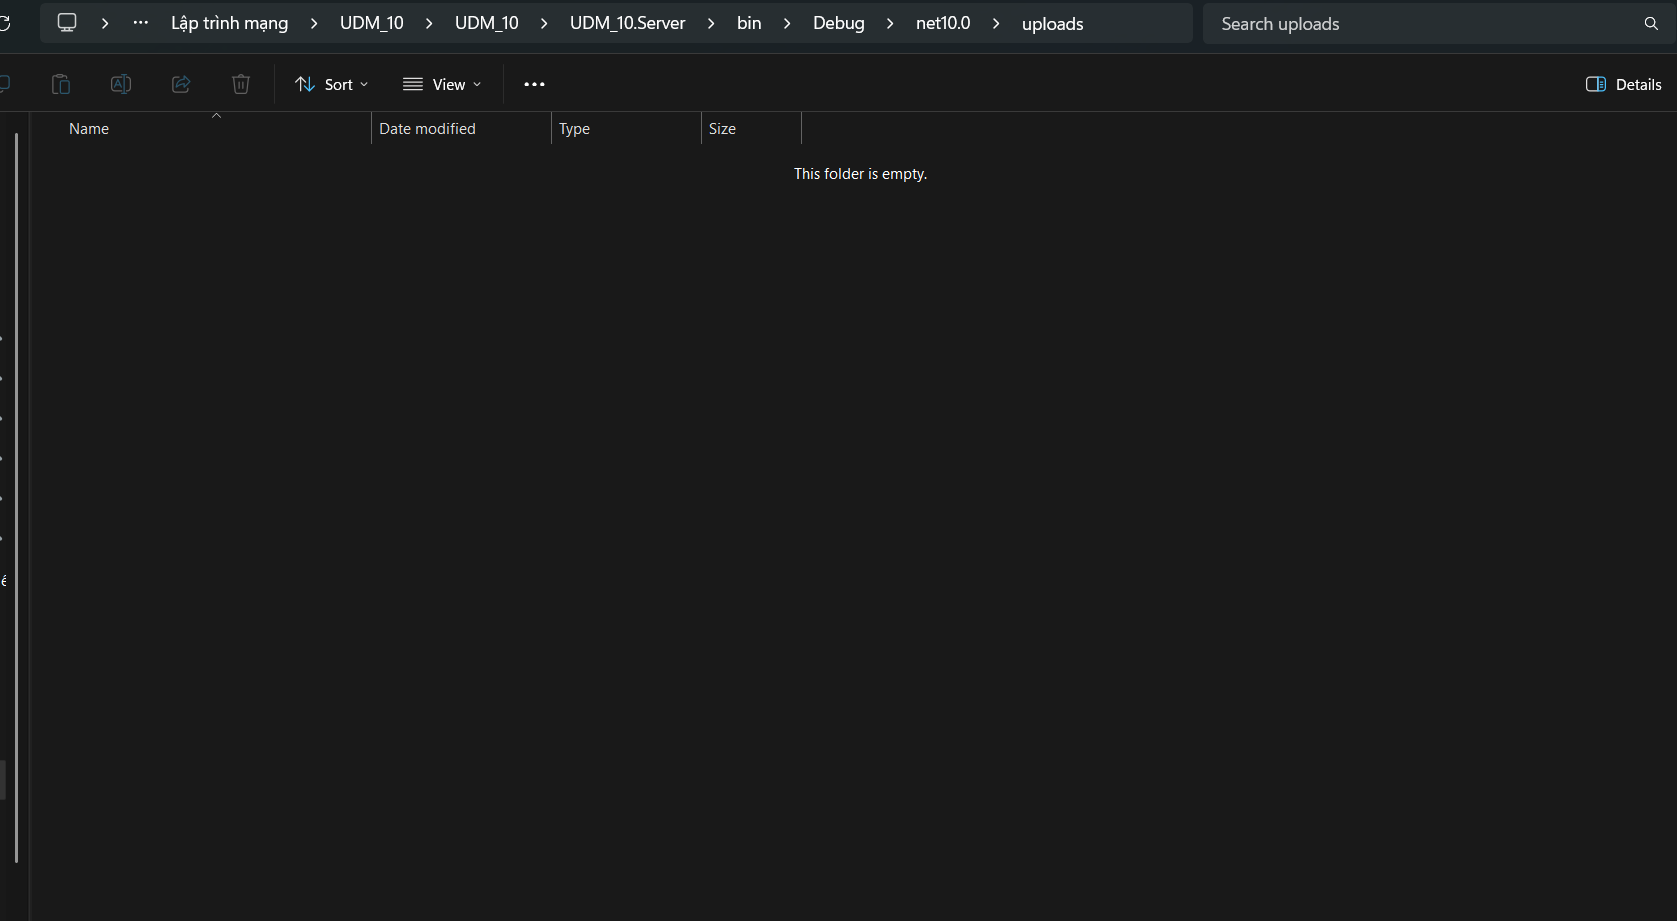 Lập trình mạng > UDM_10 > UDM_10 > UDM_10.Server > bin > Debug > net10.0 > uploads
Search uploads
Sort
View
Details
Name
Date modified
Type
Size
This folder is empty.